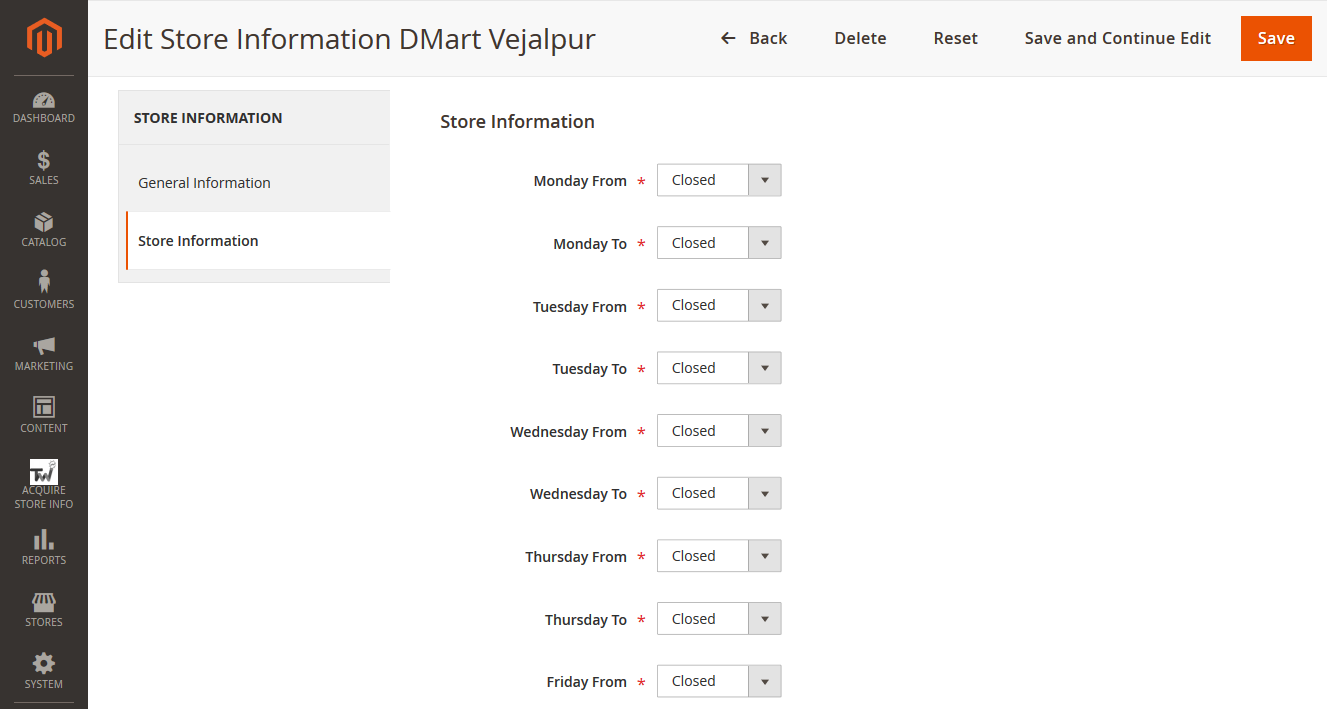 Edit Store Information DMart Vejalpur
Back
Delete
Reset
Save and Continue Edit
Save
DASHBOARD
SALES
CATALOG
CUSTOMERS
MARKETING
CONTENT
TW
ACQUIRE
STORE INFO
REPORTS
STORES
SYSTEM
STORE INFORMATION
General Information
Store Information
Store Information
Monday From * Closed
Monday To * Closed
Tuesday From * Closed
Tuesday To * Closed
Wednesday From * Closed
Wednesday To * Closed
Thursday From * Closed
Thursday To * Closed
Friday From * Closed